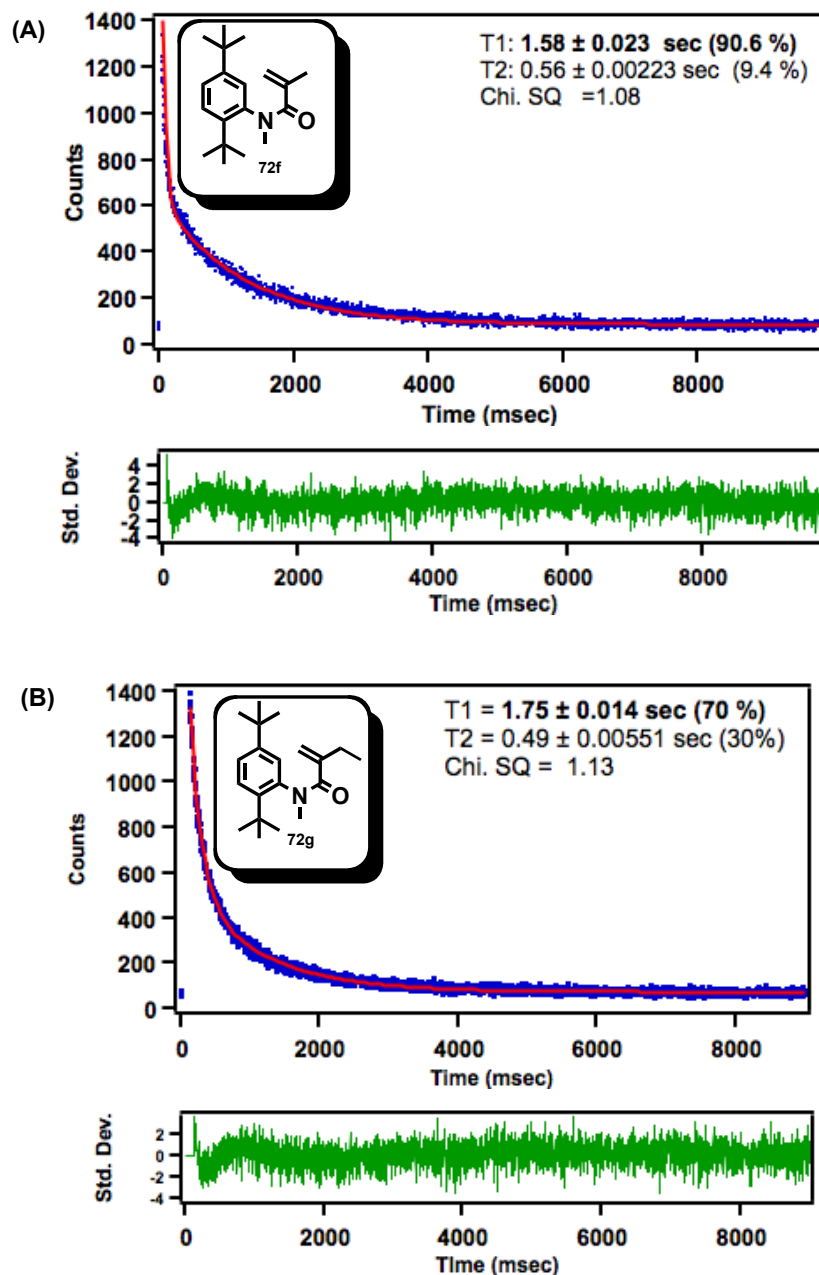 (A)
1400
1200
1000
800
600
400
200
0
Counts
T1: 1.58 ± 0.023 sec (90.6 %)
T2: 0.56 ± 0.00223 sec (9.4 %)
Chi. SQ =1.08
N
O
72f
0 2000 4000 6000 8000
Time (msec)
Std. Dev.
4
2
0
-2
-4
0 2000 4000 6000 8000
Time (msec)
(B)
1400
1200
1000
800
600
400
200
0
Counts
T1 = 1.75 ± 0.014 sec (70 %)
T2 = 0.49 ± 0.00551 sec (30%)
Chi. SQ = 1.13
N
O
72g
0 2000 4000 6000 8000
Time (msec)
Std. Dev.
2
0
-2
-4
0 2000 4000 6000 8000
TIme (msec)